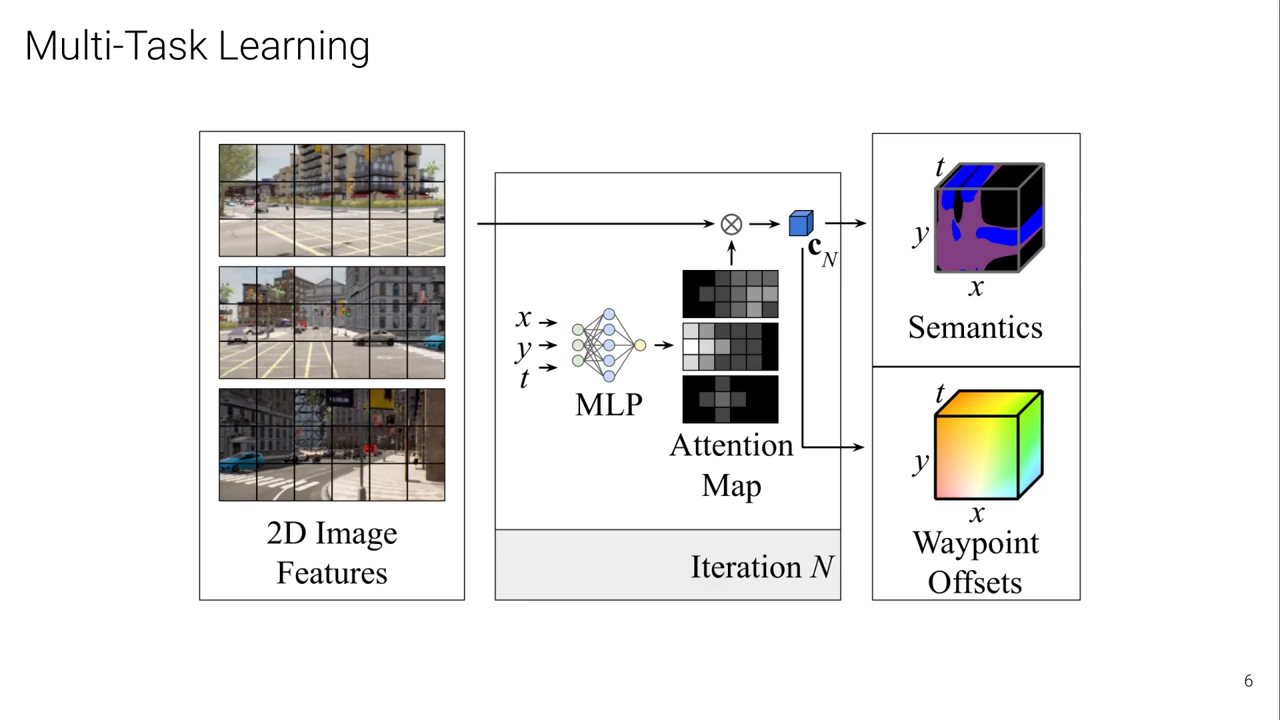 Multi-Task Learning
2D Image
Features
x
y
t
MLP
Attention
Map
c_N
Iteration N
t
y
x
Semantics
t
y
x
Waypoint
Offsets
6